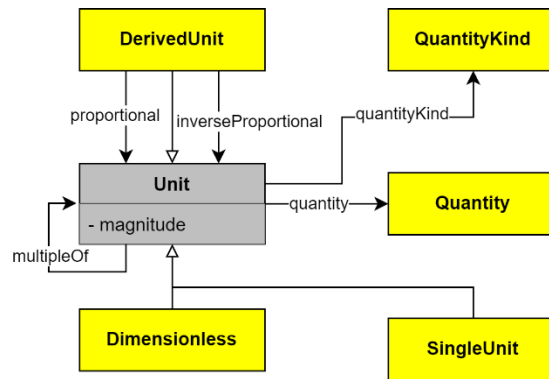 DerivedUnit
QuantityKind
proportional
inverseProportional
quantityKind
Unit
quantity
Quantity
- magnitude
multipleOf
Dimensionless
SingleUnit